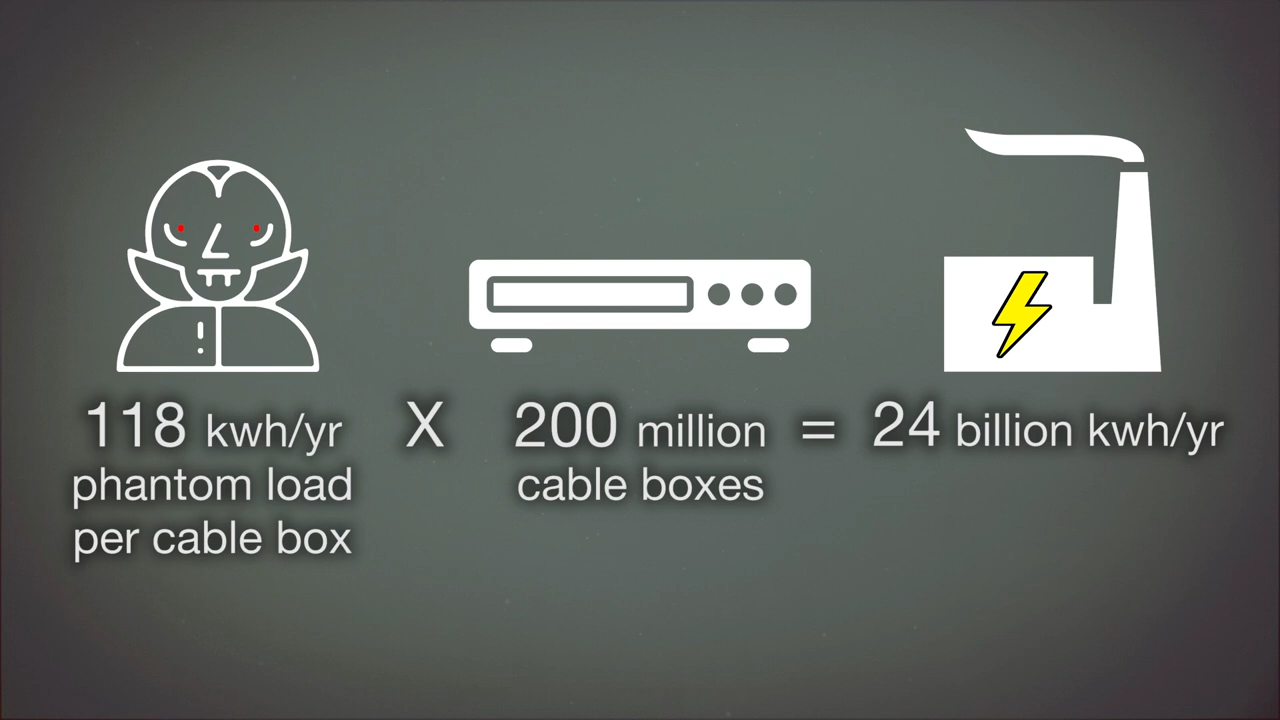 118 kwh/yr X 200 million = 24 billion kwh/yr
phantom load cable boxes
per cable box